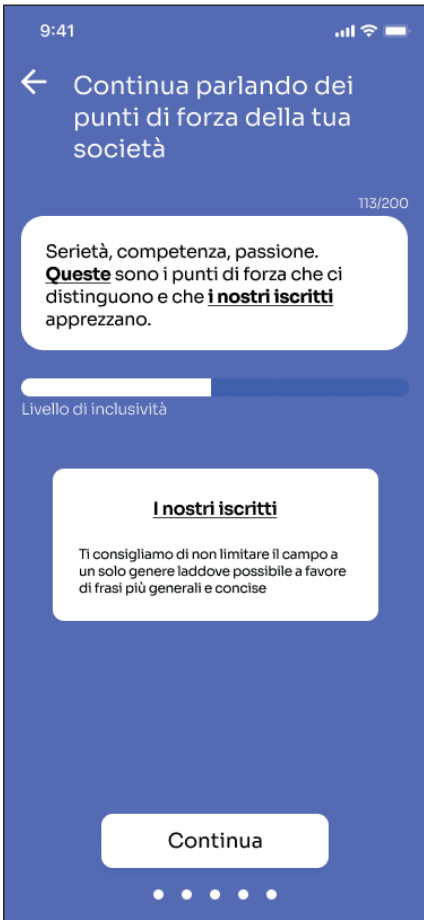 9:41
Continua parlando dei
punti di forza della tua
società
113/200
Serietà, competenza, passione.
Queste sono i punti di forza che ci
distinguono e che i nostri iscritti
apprezzano.
Livello di inclusività
I nostri iscritti
Ti consigliamo di non limitare il campo a
un solo genere laddove possibile a favore
di frasi più generali e concise
Continua